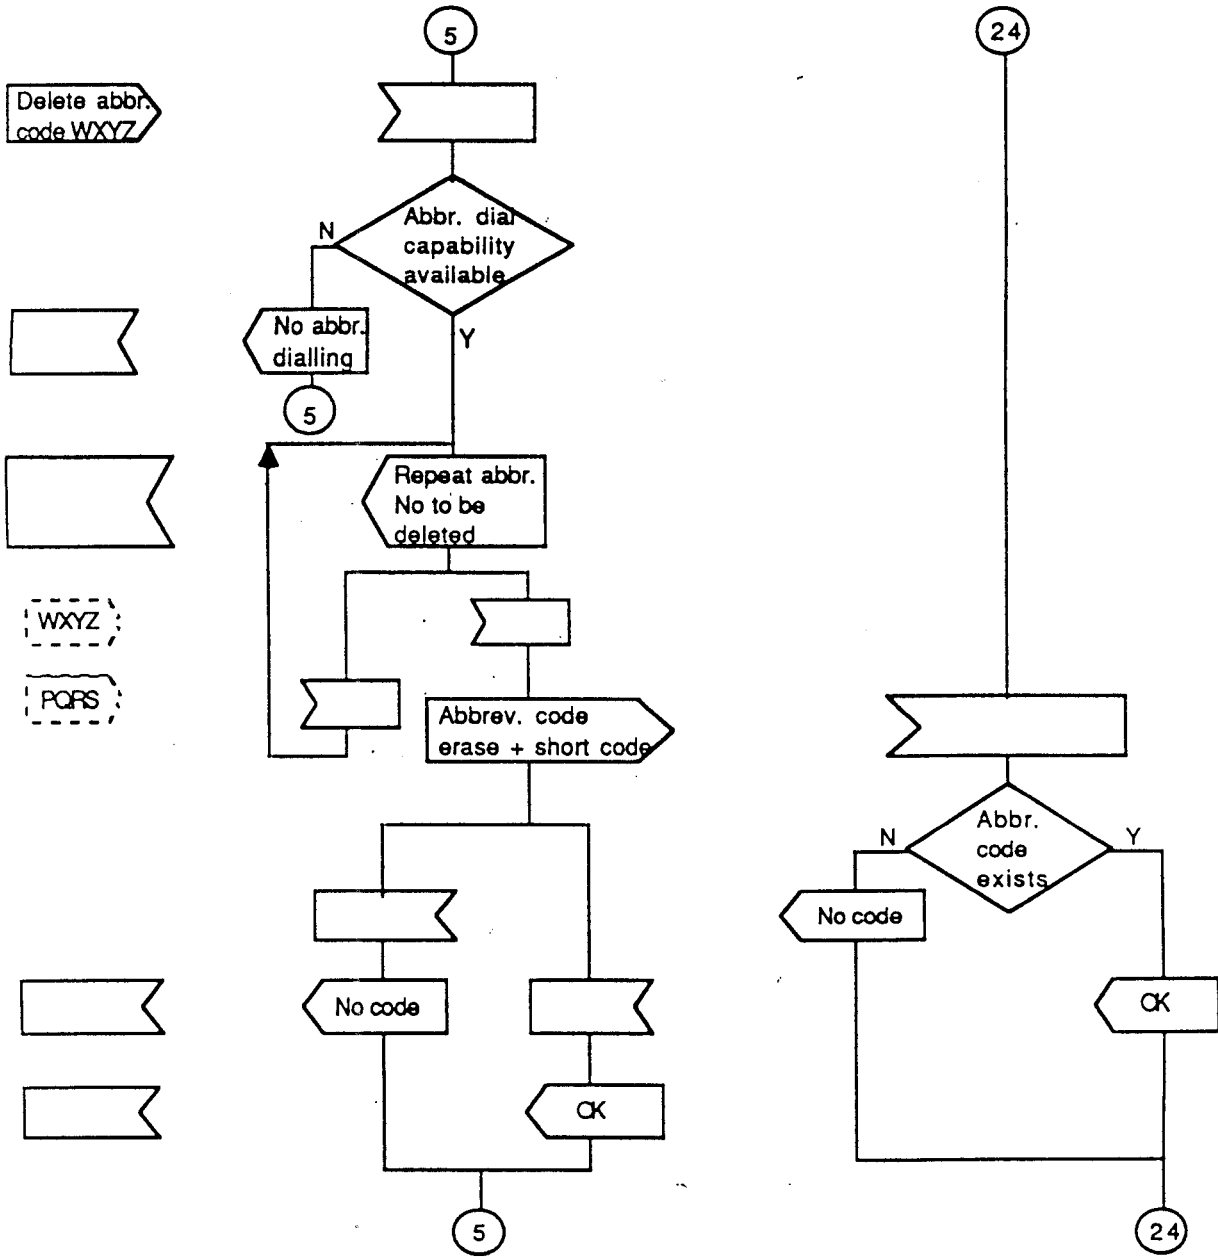 5
24
Delete abbr.
code WXYZ
Abbr. dial
capability
available
N
Y
No abbr.
dialling
5
Repeat abbr.
No to be
deleted
WXYZ
PQRS
Abbrev. code
erase + short code
Abbr.
code
exists
N
Y
No code
No code
OK
OK
5
24